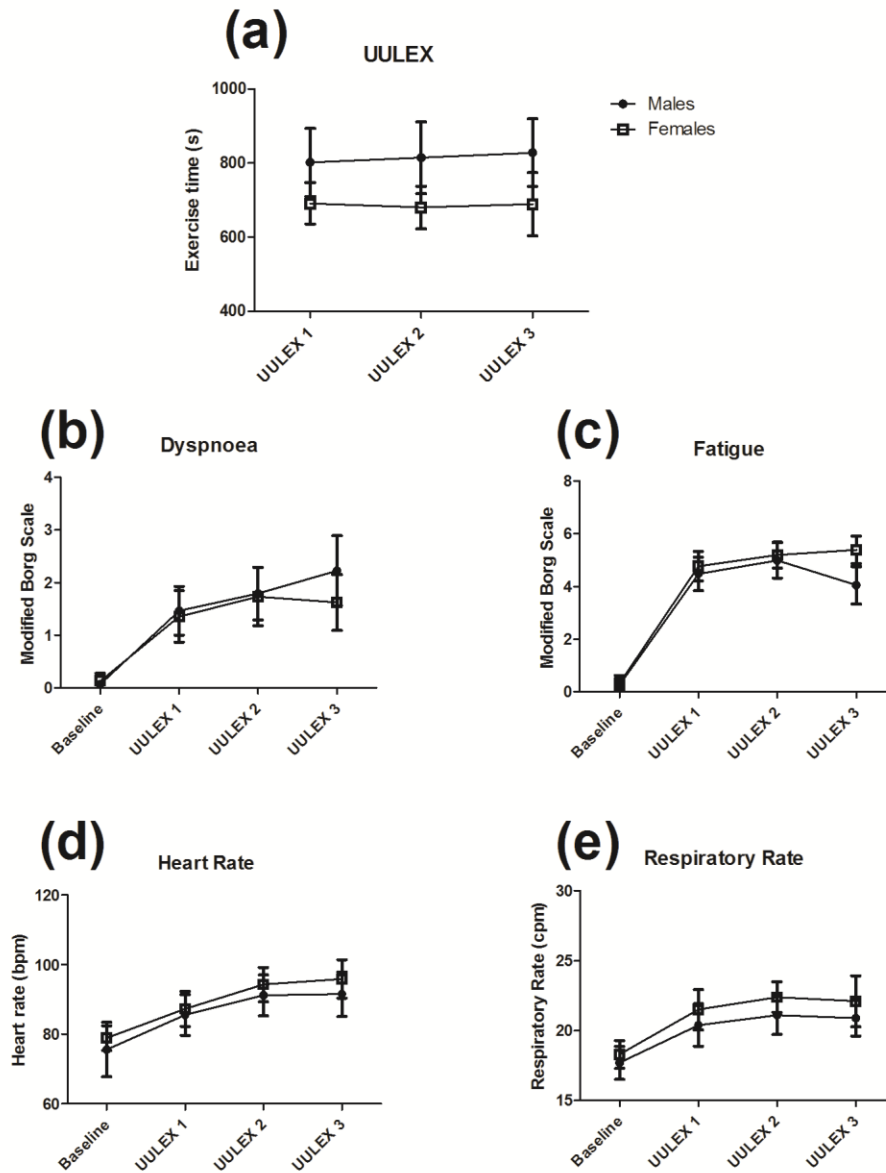 (a)
UULEX
1000
800
600
400
Exercise time (s)
UULEX 1
UULEX 2
UULEX 3
Males
Females
(b)
Dyspnoea
4
3
2
1
0
Modified Borg Scale
Baseline
UULEX 1
UULEX 2
UULEX 3
(c)
Fatigue
8
6
4
2
0
Modified Borg Scale
Baseline
UULEX 1
UULEX 2
UULEX 3
(d)
Heart Rate
120
100
80
60
Heart rate (bpm)
Baseline
UULEX 1
UULEX 2
UULEX 3
(e)
Respiratory Rate
30
25
20
15
Respiratory Rate (cpm)
Baseline
UULEX 1
UULEX 2
UULEX 3